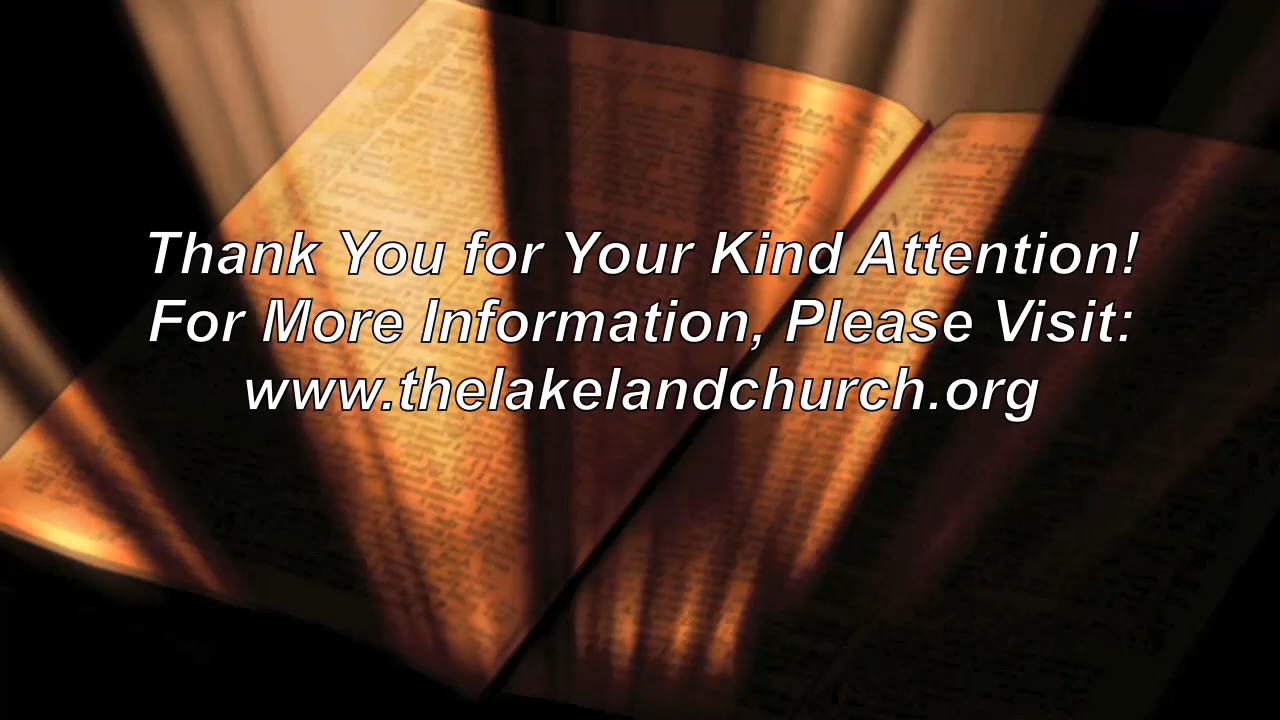 Thank You for Your Kind Attention!
For More Information, Please Visit:
www.thelakelandchurch.org